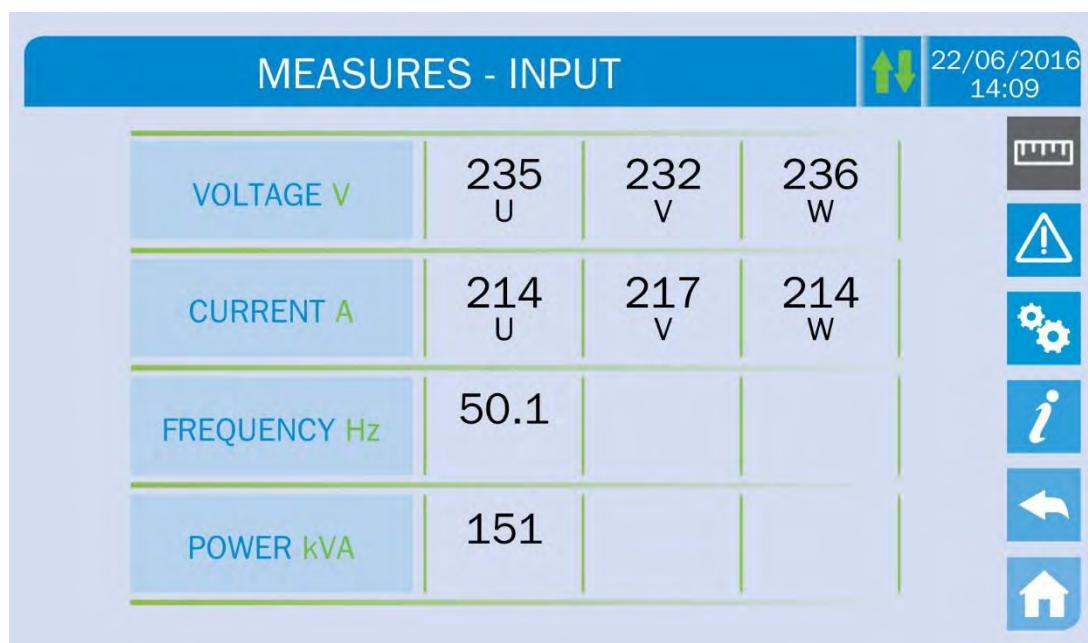 MEASURES - INPUT
22/06/2016
14:09
VOLTAGE V
235 232 236
U V W
CURRENT A
214 217 214
U V W
FREQUENCY Hz
50.1
POWER kVA
151